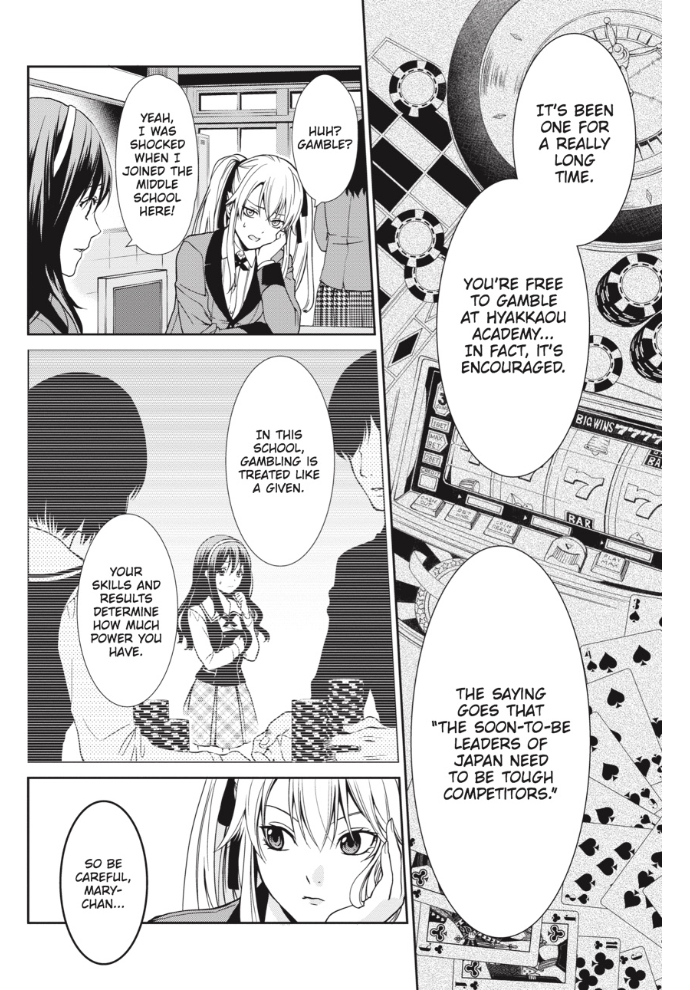 IT'S BEEN
ONE FOR
A REALLY
LONG
TIME.
YOU'RE FREE
TO GAMBLE
AT HYAKKAOU
ACADEMY...
IN FACT, IT'S
ENCOURAGED.
BIG WINS
7777
BAR
THE SAYING
GOES THAT
"THE SOON-TO-BE
LEADERS OF
JAPAN NEED
TO BE TOUGH
COMPETITORS."
3
HUH?
GAMBLE?
YEAH,
I WAS
SHOCKED
WHEN I
JOINED THE
MIDDLE
SCHOOL
HERE!
IN THIS
SCHOOL,
GAMBLING IS
TREATED LIKE
A GIVEN.
YOUR
SKILLS AND
RESULTS
DETERMINE
HOW MUCH
POWER YOU
HAVE.
SO BE
CAREFUL,
MARY-
CHAN...